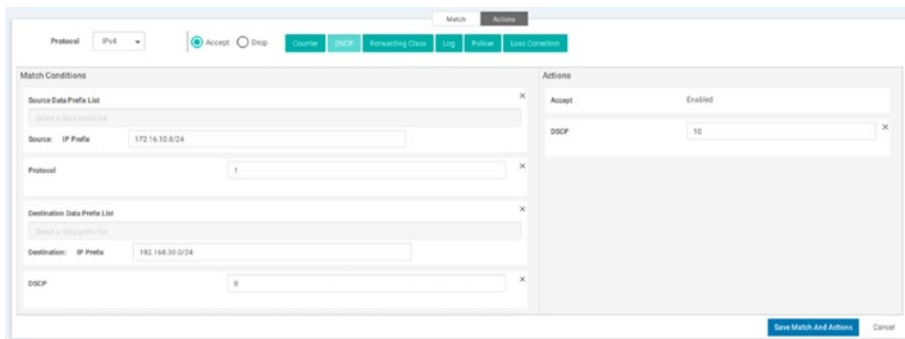 Match Actions
Protocol IPv4 Accept Drop Counter DSCP Forwarding Class Log Policer Loss Correction
Match Conditions
Source Data Prefix List
Select a data prefix list
Source: IP Prefix 172.16.10.0/24
Protocol 1
Destination Data Prefix List
Select a data prefix list
Destination: IP Prefix 192.168.30.0/24
DSCP 0
Actions
Accept Enabled
DSCP 10
Save Match And Actions Cancel